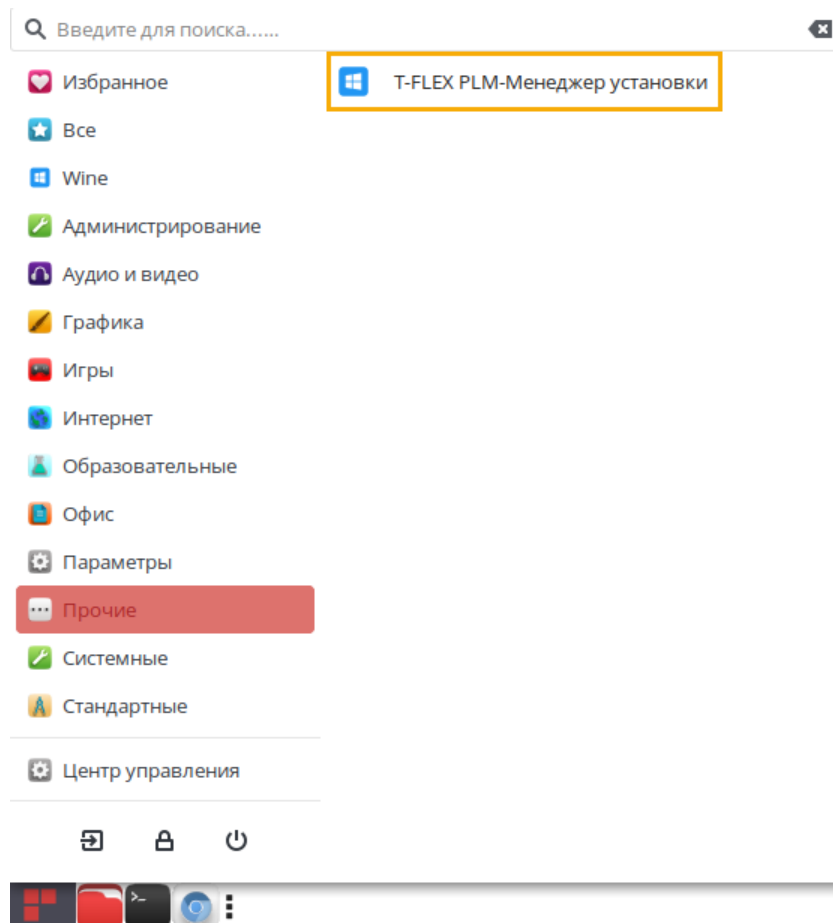 Введите для поиска......
Избранное
T-FLEX PLM-Менеджер установки
Все
Wine
Администрирование
Аудио и видео
Графика
Игры
Интернет
Образовательные
Офис
Параметры
Прочие
Системные
Стандартные
Центр управления